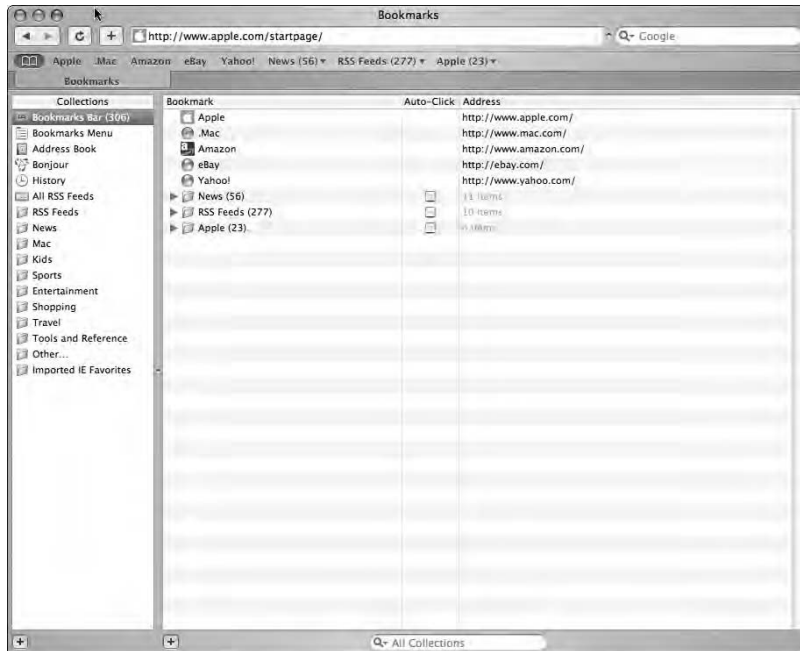 Bookmarks
http://www.apple.com/startpage/
Google
Apple .Mac Amazon eBay Yahoo! News (56) RSS Feeds (277) Apple (23)
Bookmarks
Collections
Bookmark Auto-Click Address
Bookmarks Bar (306)
Bookmarks Menu
Address Book
Bonjour
History
All RSS Feeds
RSS Feeds
News
Mac
Kids
Sports
Entertainment
Shopping
Travel
Tools and Reference
Other...
Imported IE Favorites
Apple http://www.apple.com/
.Mac http://www.mac.com/
Amazon http://www.amazon.com/
eBay http://ebay.com/
Yahoo! http://www.yahoo.com/
News (56) 11 items
RSS Feeds (277) 10 items
Apple (23) items
All Collections